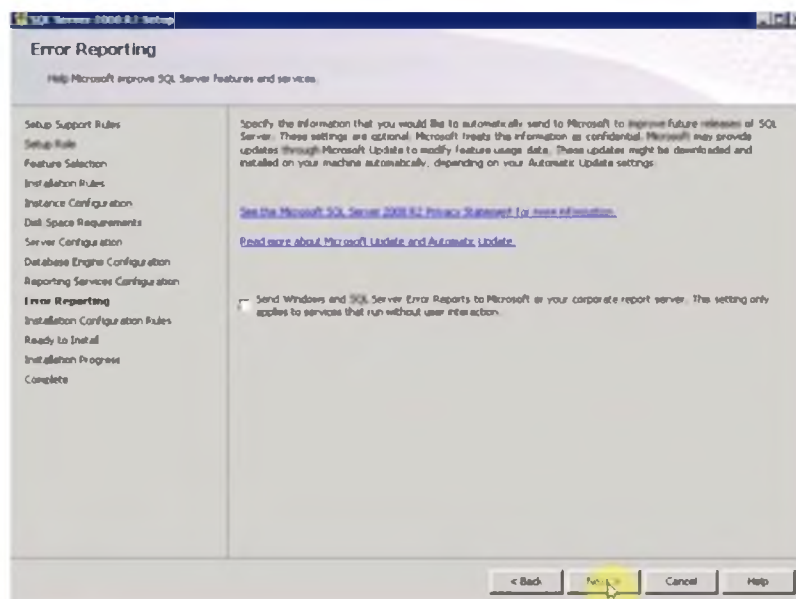 SQL Server 2008 R2 Setup
Error Reporting
Help Microsoft improve SQL Server features and services.
Setup Support Rules
Setup Role
Feature Selection
Installation Rules
Instance Configuration
Disk Space Requirements
Server Configuration
Database Engine Configuration
Reporting Services Configuration
Error Reporting
Installation Configuration Rules
Ready to Install
Installation Progress
Complete
Specify the information that you would like to automatically send to Microsoft to improve future releases of SQL
Server. These settings are optional. Microsoft treats this information as confidential. Microsoft may provide
updates through Microsoft Update to modify feature usage data. These updates might be downloaded and
installed on your machine automatically, depending on your Automatic Update settings.
See the Microsoft SQL Server 2008 R2 Privacy Statement for more information.
Read more about Microsoft Update and Automatic Update.
Send Windows and SQL Server Error Reports to Microsoft or your corporate report server. This setting only
applies to services that run without user interaction.
< Back
Cancel
Help